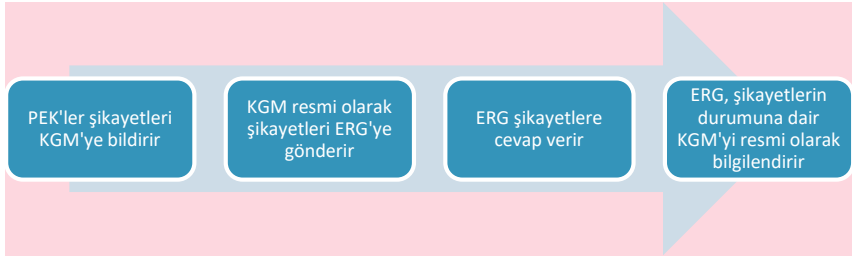 PEK'ler şikayetleri
KGM'ye bildirir
KGM resmi olarak
şikayetleri ERG'ye
gönderir
ERG şikayetlere
cevap verir
ERG, şikayetlerin
durumuna dair
KGM'yi resmi olarak
bilgilendirir